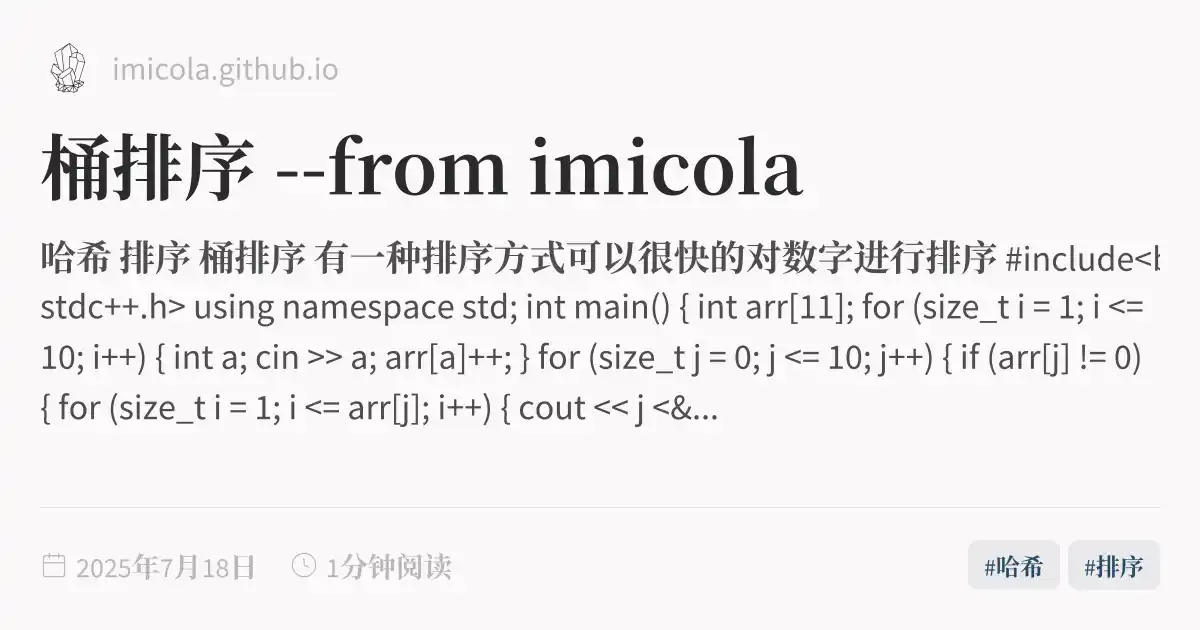 imicola.github.io
桶排序 --from imicola
哈希 排序 桶排序 有一种排序方式可以很快的对数字进行排序 #include<b
stdc++.h> using namespace std; int main() { int arr[11]; for (size_t i = 1; i <=
10; i++) { int a; cin >> a; arr[a]++; } for (size_t j = 0; j <= 10; j++) { if (arr[j] != 0)
{ for (size_t i = 1; i <= arr[j]; i++) { cout << j <&...
2025年7月18日 1分钟阅读
#哈希 #排序